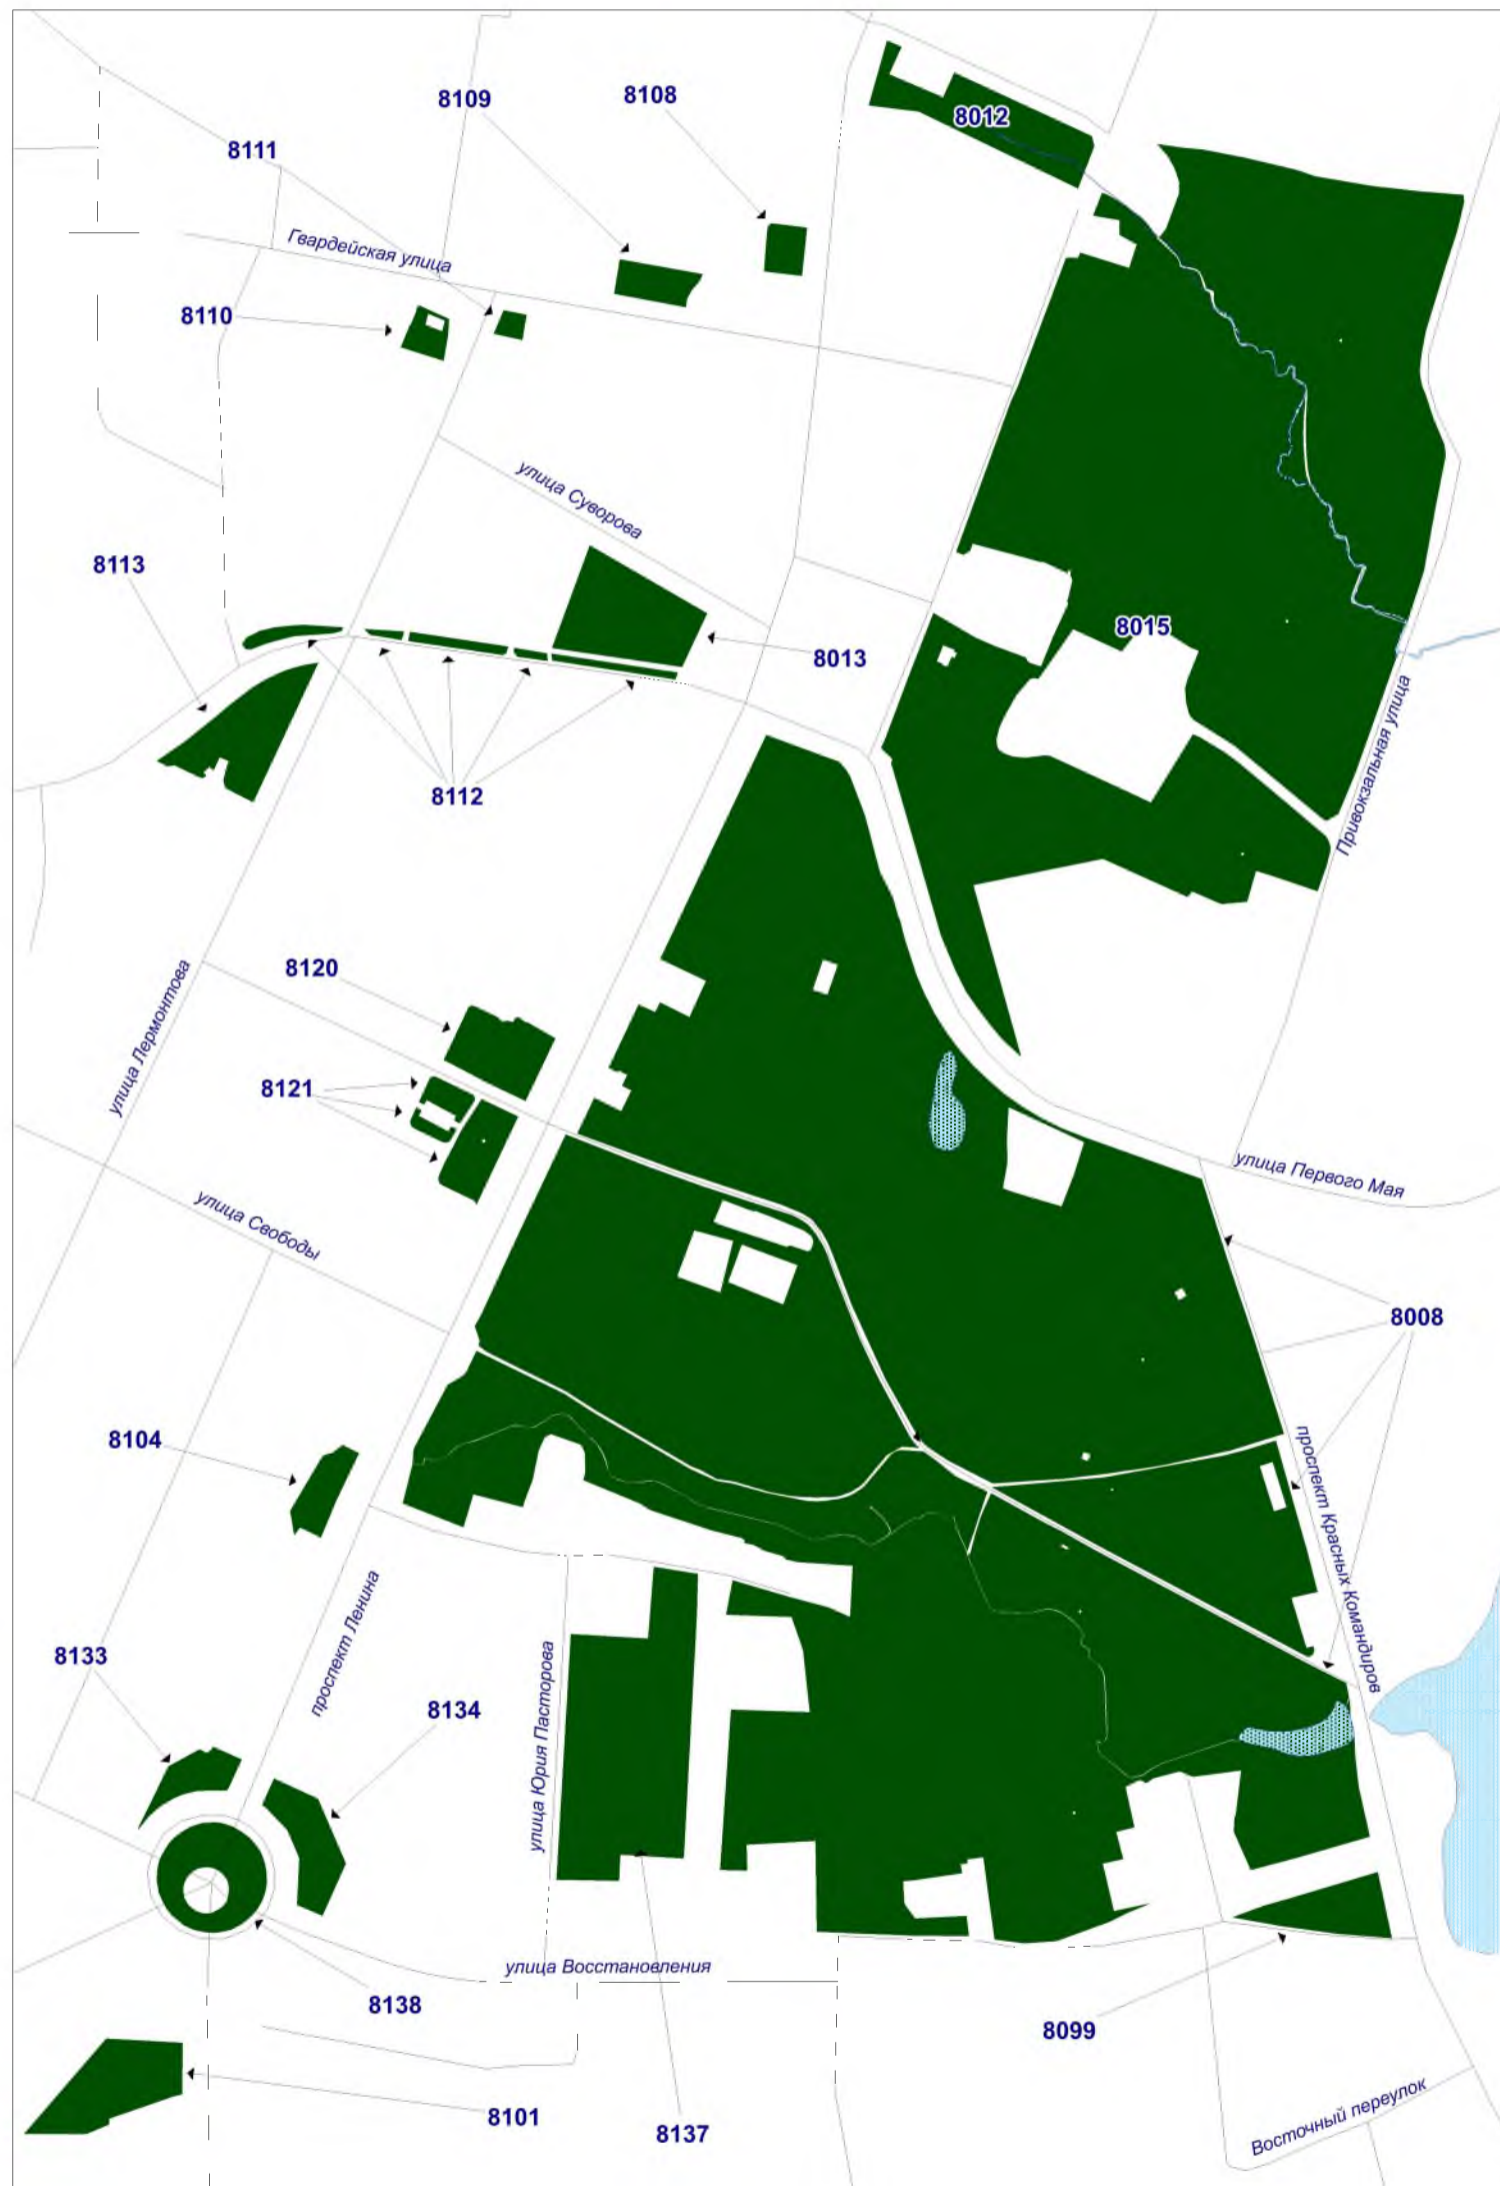 8109
8108
8012
8111
Гвардейская улица
8110
улица Суворова
8113
8015
8013
Привокзальная улица
8112
8120
улица Лермонтова
8121
улица Первого Мая
улица Свободы
8008
8104
проспект Красных Командиров
проспект Ленина
8133
улица Юрия Пасторова
8134
улица Восстановления
8138
8099
8101
8137
Восточный переулок